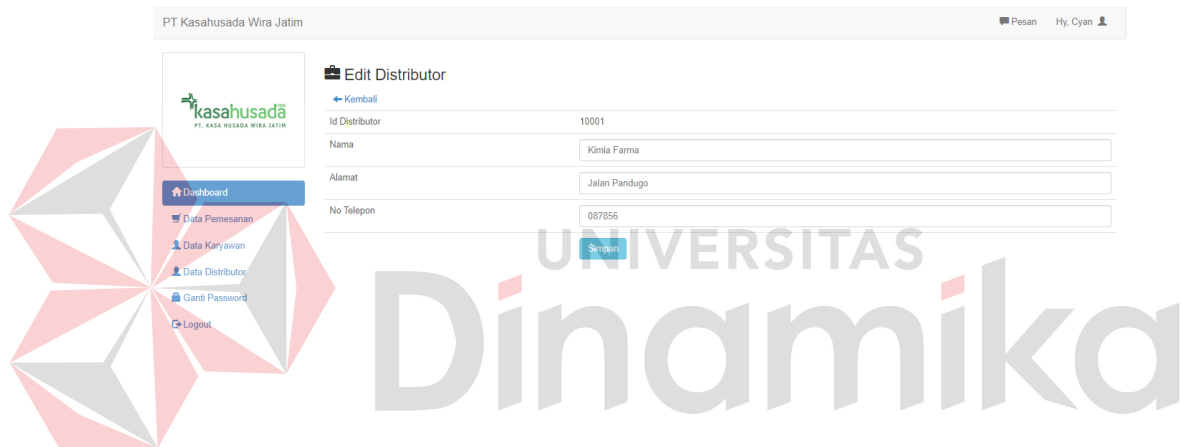 PT Kasahusada Wira Jatim
Pesan Hy, Cyan
kasahusada
PT. KASA HUSADA WIRA JATIM
Edit Distributor
Kembali
Id Distributor 10001
Nama Kimia Farma
Alamat Jalan Pandugo
No Telepon 087856
Simpan
Dashboard
Data Pemesanan
Data Karyawan
Data Distributor
Ganti Password
Logout
UNIVERSITAS
Dinamika